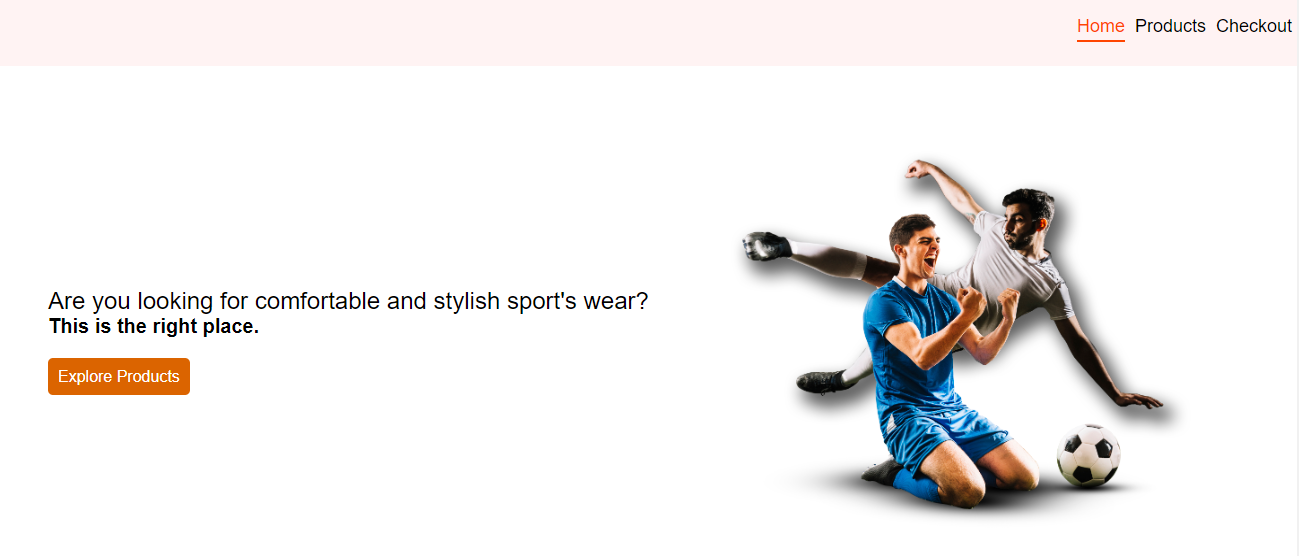 Home Products Checkout
Are you looking for comfortable and stylish sport's wear?
This is the right place.
Explore Products